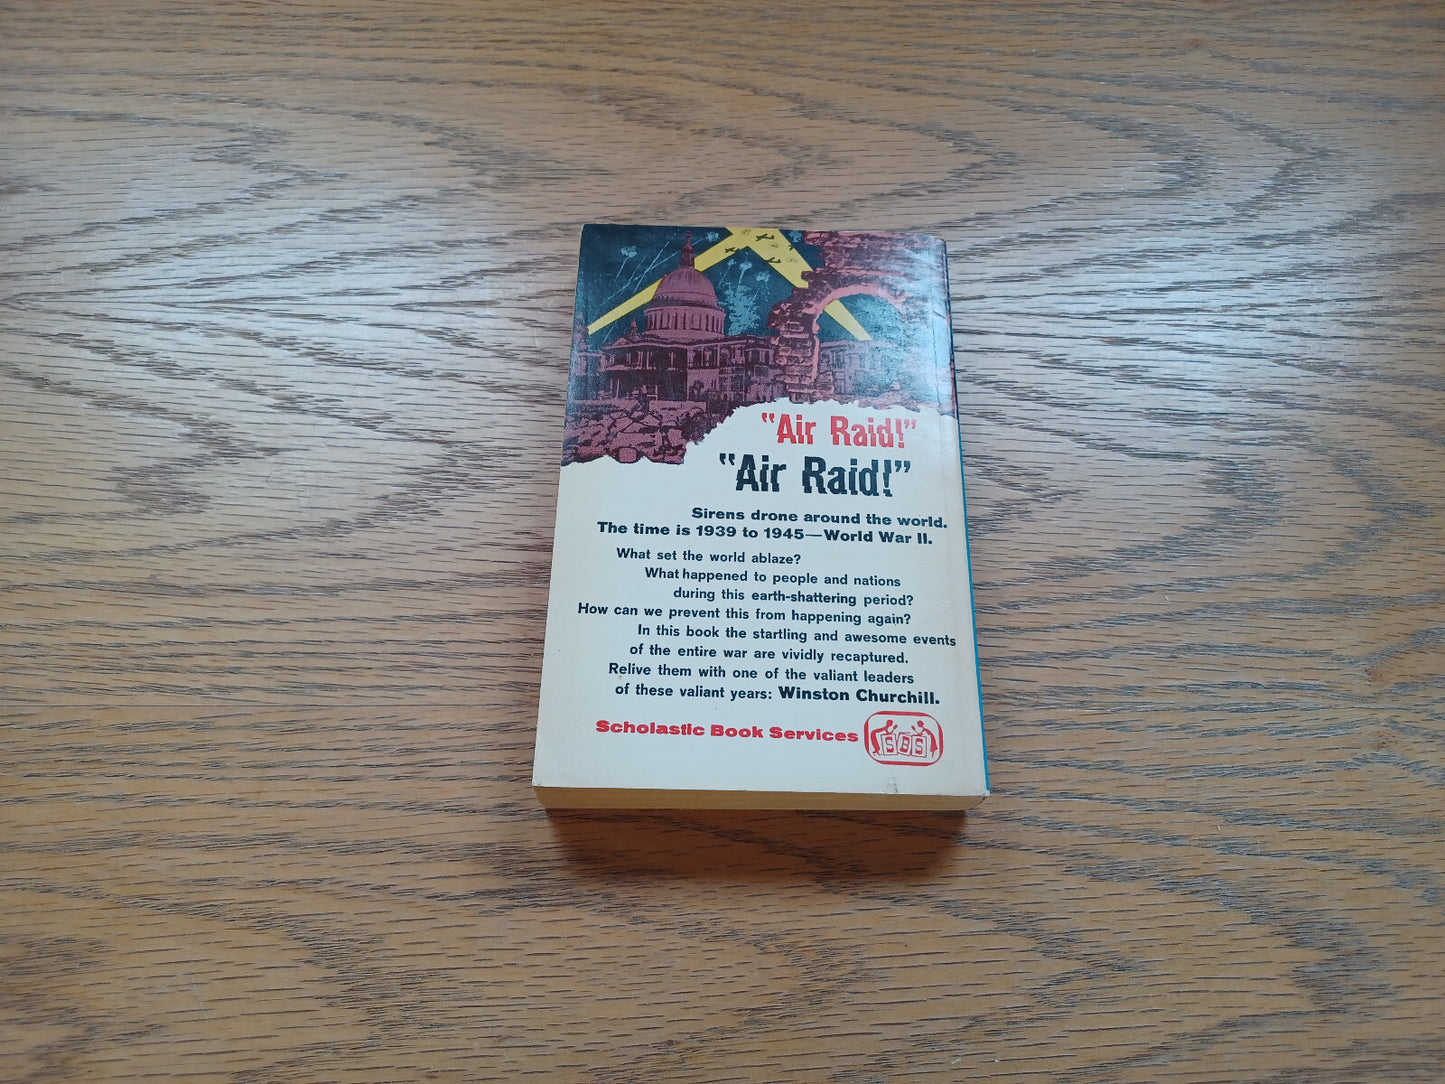 "Air Raid!"
"Air Raid!"
Sirens drone around the world.
The time is 1939 to 1945—World War II.
What set the world ablaze?
What happened to people and nations
during this earth-shattering period?
How can we prevent this from happening again?
In this book the startling and awesome events
of the entire war are vividly recaptured.
Relive them with one of the valiant leaders
of these valiant years: Winston Churchill.
Scholastic Book Services
SBS